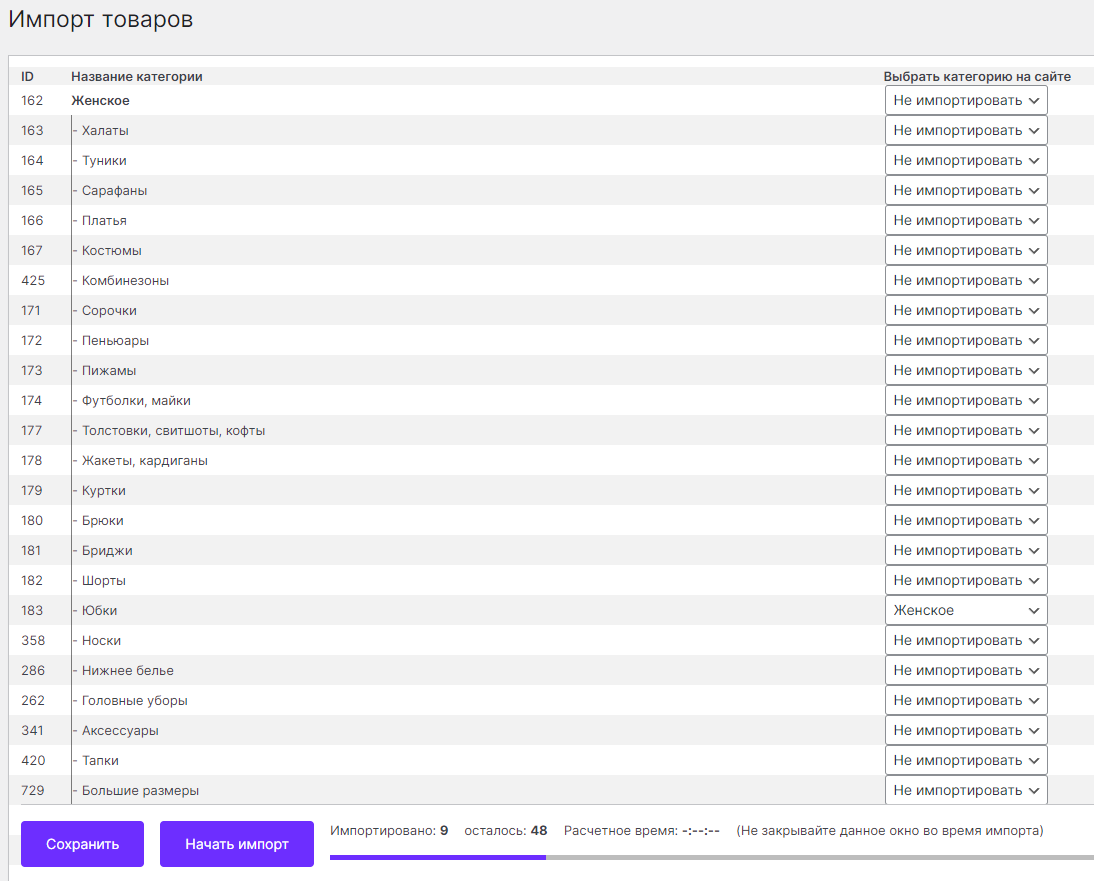 Импорт товаров
ID Название категории Выбрать категорию на сайте
162 Женское Не импортировать
163 - Халаты Не импортировать
164 - Туники Не импортировать
165 - Сарафаны Не импортировать
166 - Платья Не импортировать
167 - Костюмы Не импортировать
425 - Комбинезоны Не импортировать
171 - Сорочки Не импортировать
172 - Пеньюары Не импортировать
173 - Пижамы Не импортировать
174 - Футболки, майки Не импортировать
177 - Толстовки, свитшоты, кофты Не импортировать
178 - Жакеты, кардиганы Не импортировать
179 - Куртки Не импортировать
180 - Брюки Не импортировать
181 - Бриджи Не импортировать
182 - Шорты Не импортировать
183 - Юбки Женское
358 - Носки Не импортировать
286 - Нижнее белье Не импортировать
262 - Головные уборы Не импортировать
341 - Аксессуары Не импортировать
420 - Тапки Не импортировать
729 - Большие размеры Не импортировать
Сохранить Начать импорт Импортировано: 9 осталось: 48 Расчетное время: -:--:-- (Не закрывайте данное окно во время импорта)